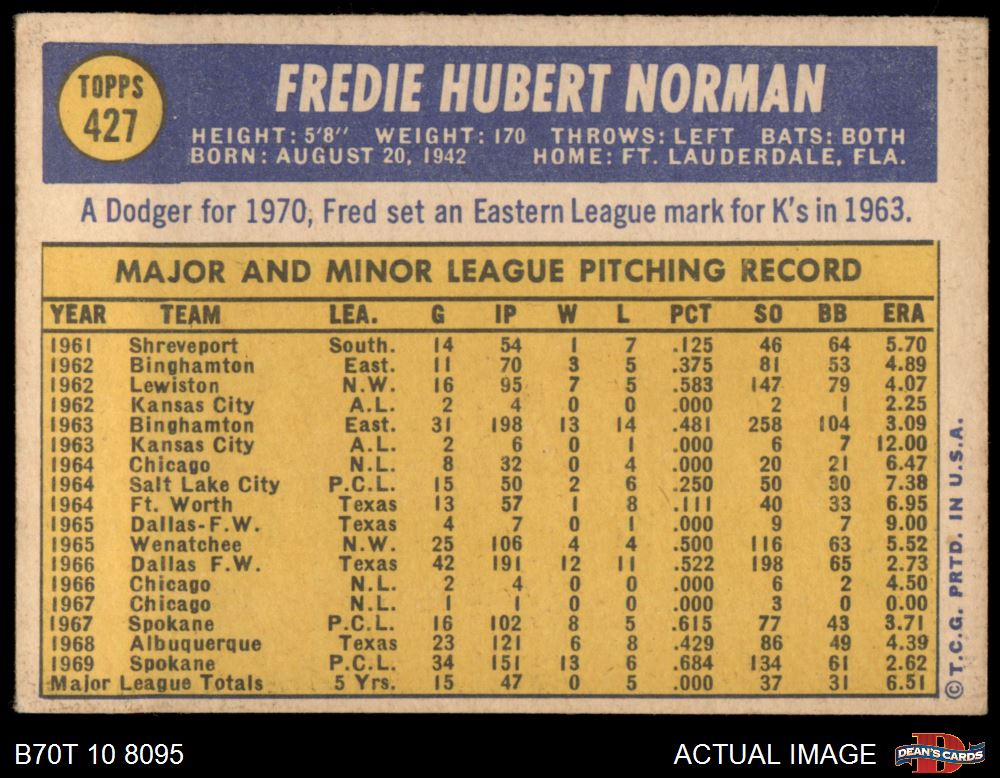 TOPPS
427
FREDIE HUBERT NORMAN
HEIGHT: 5'8" WEIGHT: 170 THROWS: LEFT BATS: BOTH
BORN: AUGUST 20, 1942 HOME: FT. LAUDERDALE, FLA.
A Dodger for 1970, Fred set an Eastern League mark for K's in 1963.
MAJOR AND MINOR LEAGUE PITCHING RECORD
YEAR TEAM LEA. G IP W L PCT SO BB ERA
1961 Shreveport South. 14 54 1 7 .125 46 64 5.70
1962 Binghamton East. 11 70 3 5 .375 81 53 4.89
1962 Lewiston N.W. 16 95 7 5 .583 147 79 4.07
1962 Kansas City A.L. 2 4 0 0 .000 2 1 2.25
1963 Binghamton East. 31 198 13 14 .481 258 104 3.09
1963 Kansas City A.L. 2 6 0 1 .000 6 7 12.00
1964 Chicago N.L. 8 32 0 4 .000 20 21 6.47
1964 Salt Lake City P.C.L. 15 50 2 6 .250 50 30 7.38
1964 Ft. Worth Texas 13 57 1 8 .111 40 33 6.95
1965 Dallas-F.W. Texas 4 7 0 1 .000 9 7 9.00
1965 Wenatchee N.W. 25 106 4 4 .500 116 63 5.52
1966 Dallas F.W. Texas 42 191 12 11 .522 198 65 2.73
1966 Chicago N.L. 2 4 0 0 .000 6 2 4.50
1967 Chicago N.L. 1 1 0 0 .000 3 0 0.00
1967 Spokane P.C.L. 16 102 8 5 .615 77 43 3.71
1968 Albuquerque Texas 23 121 6 8 .429 86 49 4.39
1969 Spokane P.C.L. 34 151 13 6 .684 134 61 2.62
Major League Totals 5 Yrs. 15 47 0 5 .000 37 31 6.51
© T.C.G. PRTD. IN U.S.A.
B70T 10 8095
ACTUAL IMAGE
DEAN'S CARDS